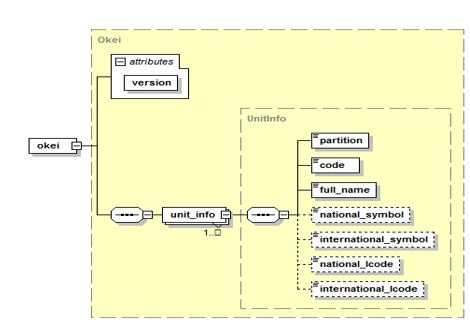 Okei
attributes
version
UnitInfo
okei
partition
code
full_name
unit_info
national_symbol
1..□
international_symbol
national_lcode
international_lcode